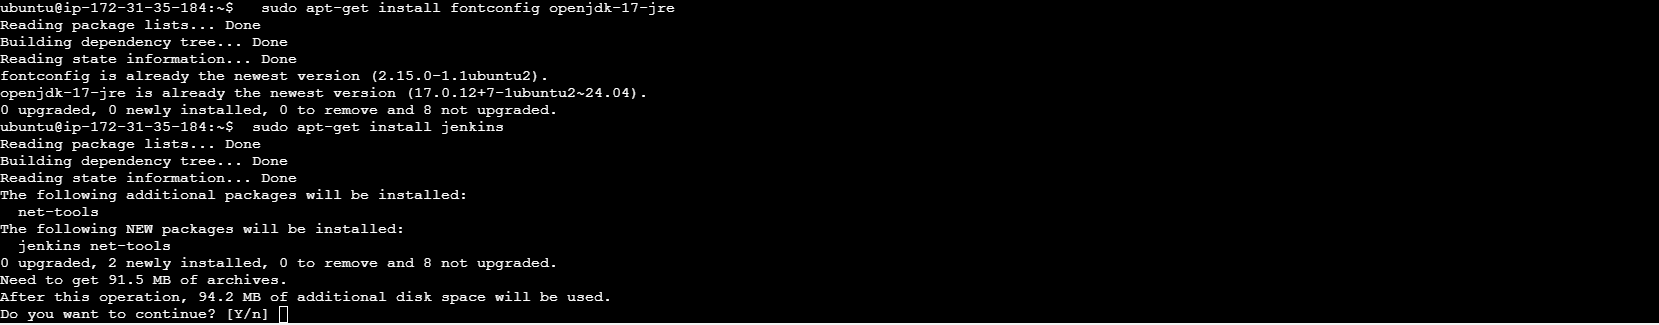 ubuntu@ip-172-31-35-184:~$   sudo apt-get install fontconfig openjdk-17-jre
Reading package lists... Done
Building dependency tree... Done
Reading state information... Done
fontconfig is already the newest version (2.15.0-1.1ubuntu2).
openjdk-17-jre is already the newest version (17.0.12+7-1ubuntu2~24.04).
0 upgraded, 0 newly installed, 0 to remove and 8 not upgraded.
ubuntu@ip-172-31-35-184:~$  sudo apt-get install jenkins
Reading package lists... Done
Building dependency tree... Done
Reading state information... Done
The following additional packages will be installed:
  net-tools
The following NEW packages will be installed:
  jenkins net-tools
0 upgraded, 2 newly installed, 0 to remove and 8 not upgraded.
Need to get 91.5 MB of archives.
After this operation, 94.2 MB of additional disk space will be used.
Do you want to continue? [Y/n]